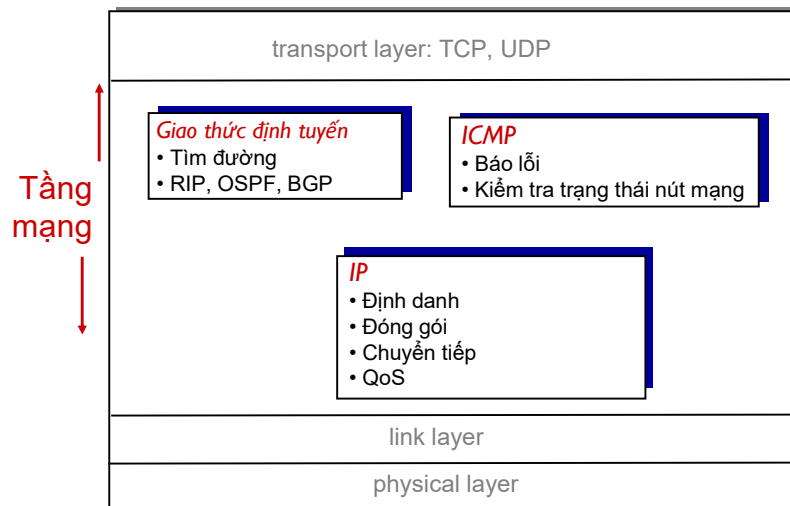 transport layer: TCP, UDP
Giao thức định tuyến
• Tìm đường
• RIP, OSPF, BGP
ICMP
• Báo lỗi
• Kiểm tra trạng thái nút mạng
Tầng
mạng
IP
• Định danh
• Đóng gói
• Chuyển tiếp
• QoS
link layer
physical layer